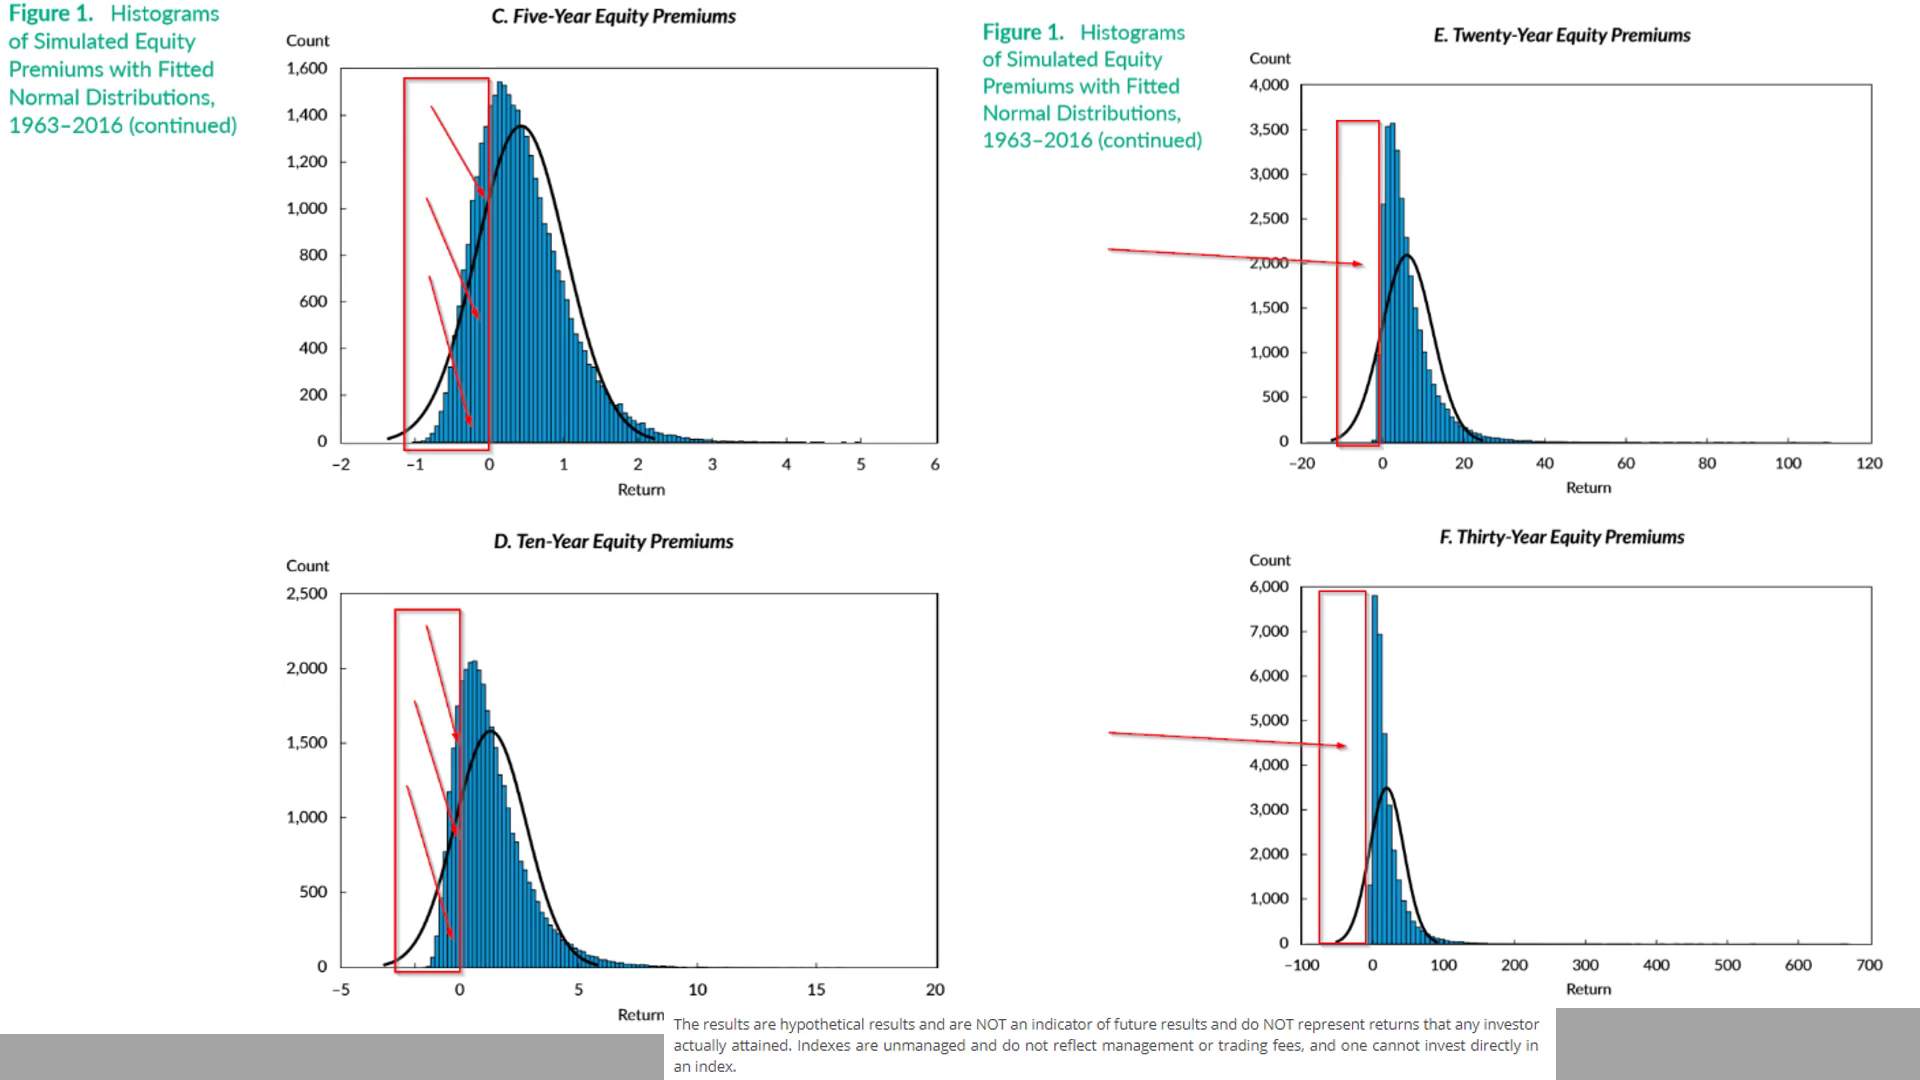 Figure 1. Histograms
of Simulated Equity
Premiums with Fitted
Normal Distributions,
1963–2016 (continued)
C. Five-Year Equity Premiums
Count
1,600
1,400
1,200
1,000
800
600
400
200
0
–2 –1 0 1 2 3 4 5 6
Return
D. Ten-Year Equity Premiums
Count
2,500
2,000
1,500
1,000
500
0
–5 0 5 10 15 20
Return
Figure 1. Histograms
of Simulated Equity
Premiums with Fitted
Normal Distributions,
1963–2016 (continued)
E. Twenty-Year Equity Premiums
Count
4,000
3,500
3,000
2,500
2,000
1,500
1,000
500
0
–20 0 20 40 60 80 100 120
Return
F. Thirty-Year Equity Premiums
Count
6,000
7,000
6,000
5,000
4,000
3,000
2,000
1,000
0
–100 0 100 200 300 400 500 600 700
Return
The results are hypothetical results and are NOT an indicator of future results and do NOT represent returns that any investor
actually attained. Indexes are unmanaged and do not reflect management or trading fees, and one cannot invest directly in
an index.